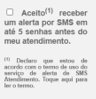 Aceito(1) receber
um alerta por SMS em
até 5 senhas antes do
meu atendimento.
(1) Declaro que estou de
acordo com o termo de uso do
serviço de alerta de SMS
Atendimento. Toque aqui para
ler o termo.